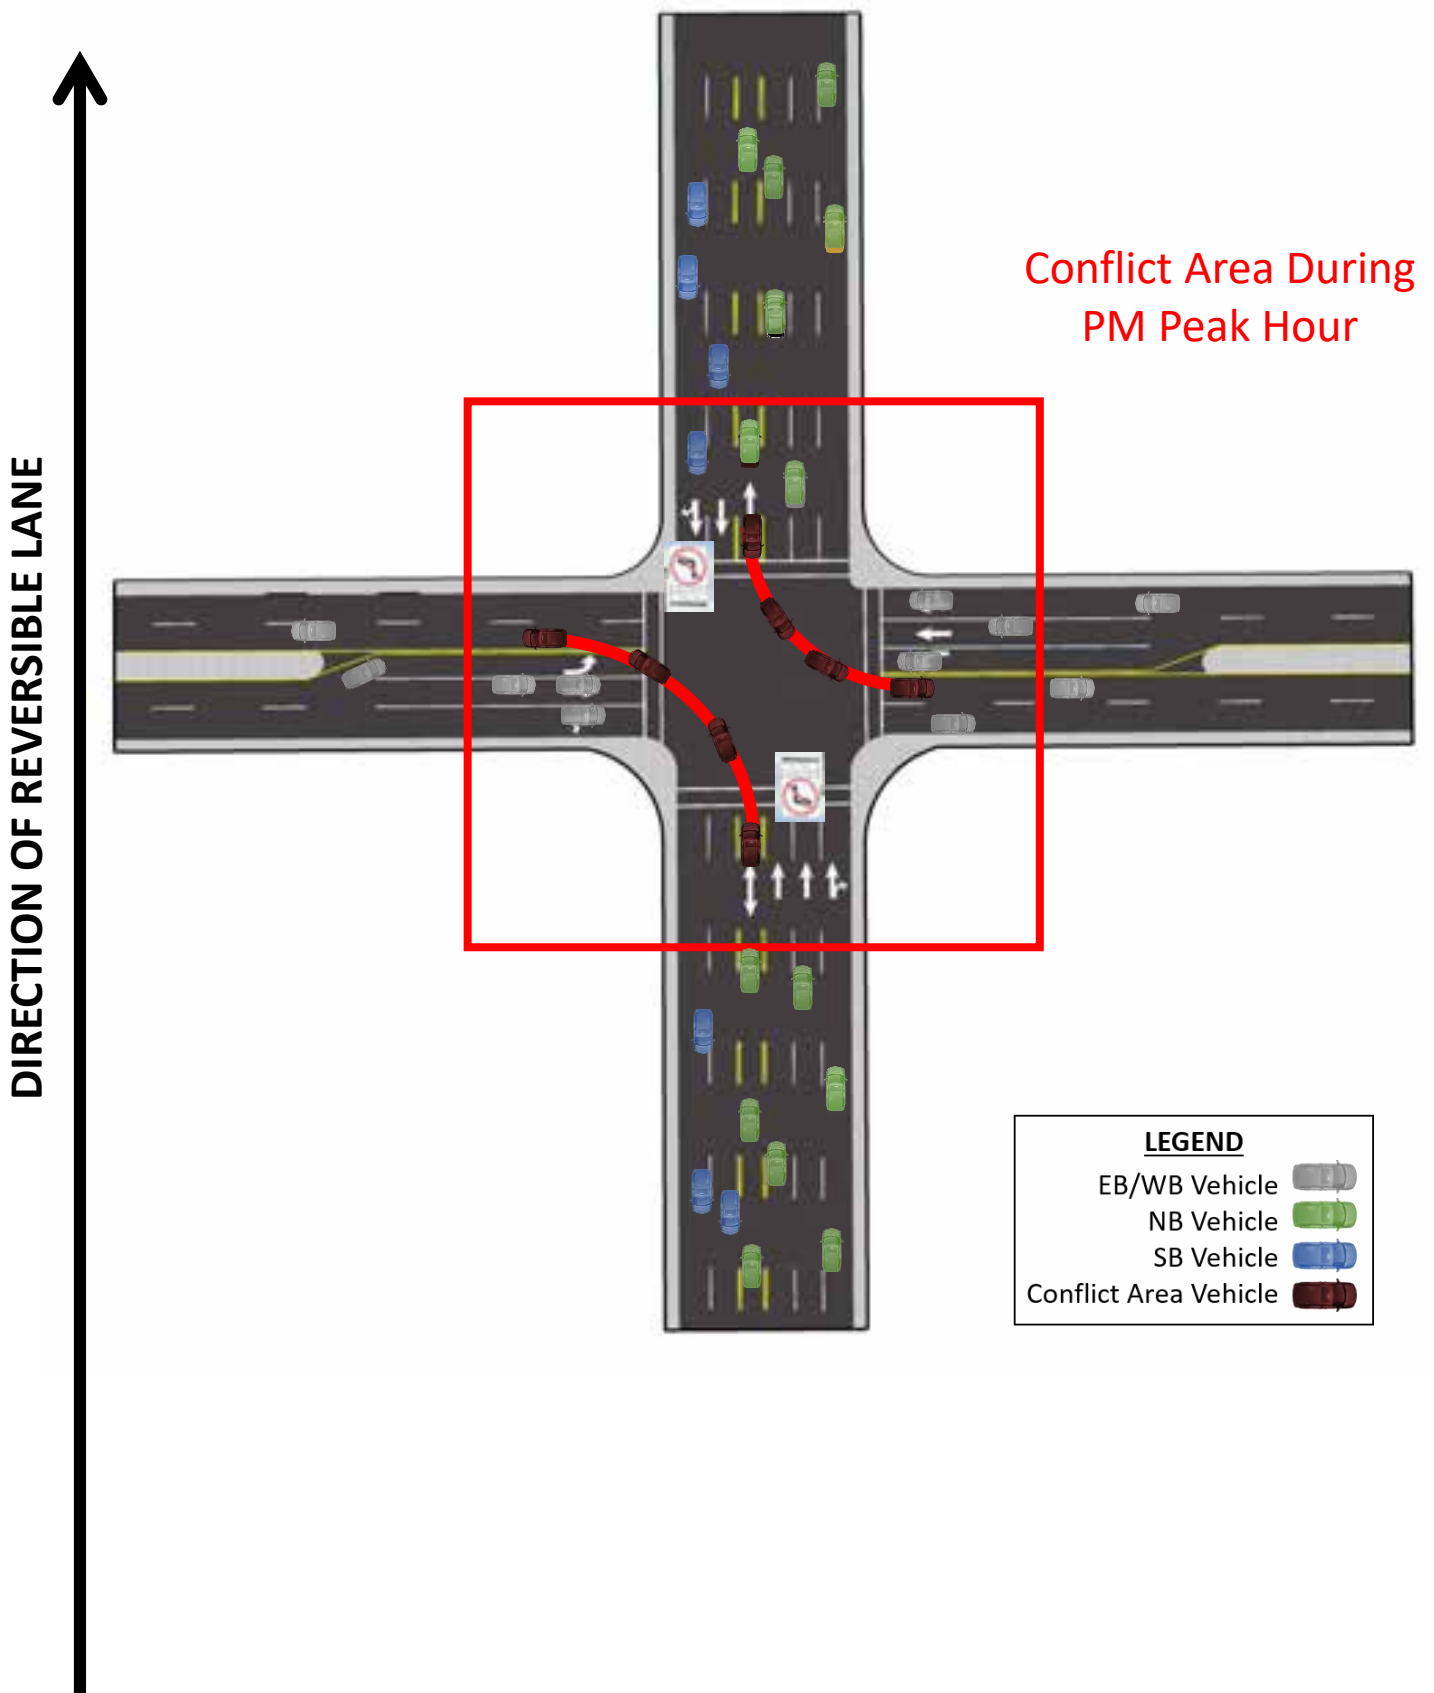 Conflict Area During
PM Peak Hour
DIRECTION OF REVERSIBLE LANE
LEGEND
EB/WB Vehicle
NB Vehicle
SB Vehicle
Conflict Area Vehicle